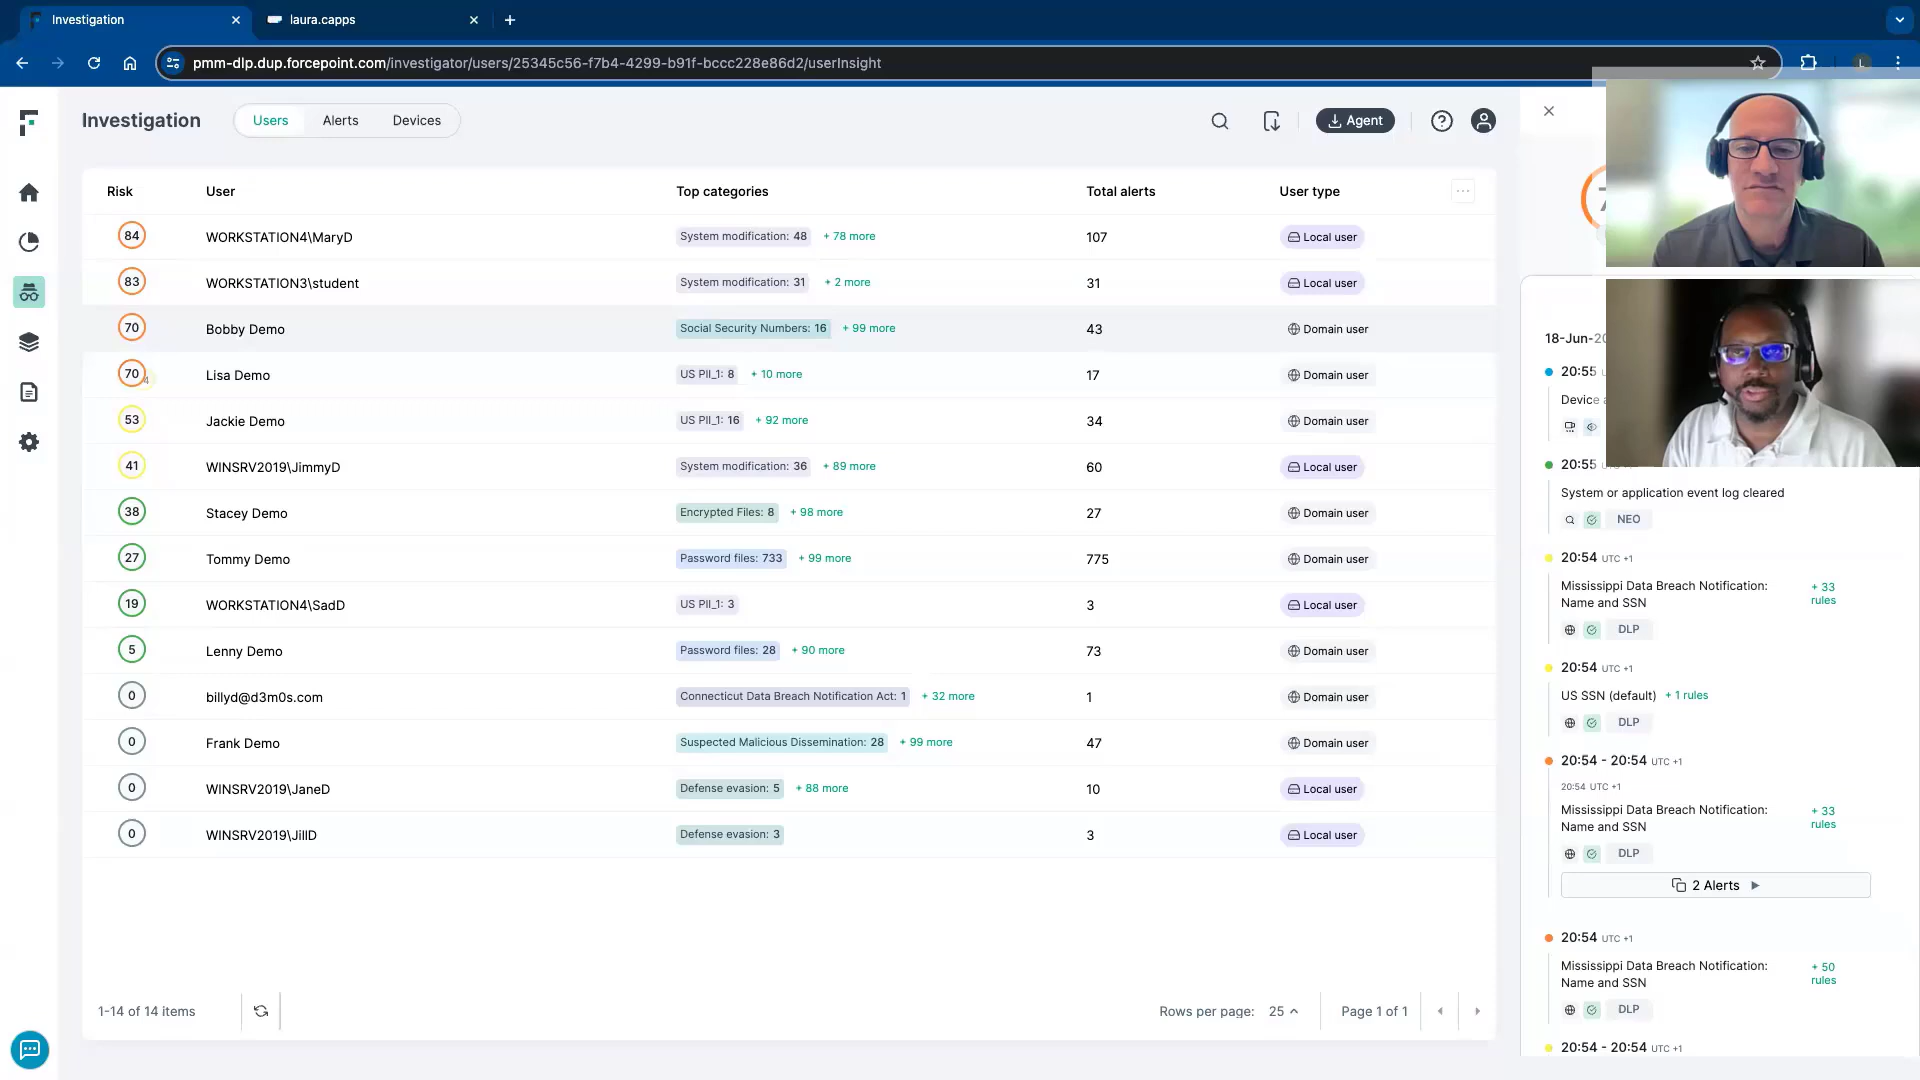 Investigation
laura.capps
pmm-dlp.dup.forcepoint.com/investigator/users/25345c56-f7b4-4299-b91f-bccc228e86d2/userInsight
L
Investigation
Users
Alerts
Devices
Agent
Risk User Top categories Total alerts User type
84 WORKSTATION4\MaryD System modification: 48 + 78 more 107 Local user
83 WORKSTATION3\student System modification: 31 + 2 more 31 Local user
70 Bobby Demo Social Security Numbers: 16 + 99 more 43 Domain user
70 Lisa Demo US PII_1: 8 + 10 more 17 Domain user
53 Jackie Demo US PII_1: 16 + 92 more 34 Domain user
41 WINSRV2019\JimmyD System modification: 36 + 89 more 60 Local user
38 Stacey Demo Encrypted Files: 8 + 98 more 27 Domain user
27 Tommy Demo Password files: 733 + 99 more 775 Domain user
19 WORKSTATION4\SadD US PII_1: 3 3 Local user
5 Lenny Demo Password files: 28 + 90 more 73 Domain user
0 billyd@d3m0s.com Connecticut Data Breach Notification Act: 1 + 32 more 1 Domain user
0 Frank Demo Suspected Malicious Dissemination: 28 + 99 more 47 Domain user
0 WINSRV2019\JaneD Defense evasion: 5 + 88 more 10 Local user
0 WINSRV2019\JillD Defense evasion: 3 3 Local user
1-14 of 14 items
Rows per page: 25
Page 1 of 1
18-Jun-20
20:55
Device
20:55
System or application event log cleared
NEO
20:54 UTC +1
Mississippi Data Breach Notification: + 33
Name and SSN rules
DLP
20:54 UTC +1
US SSN (default) + 1 rules
DLP
20:54 - 20:54 UTC +1
20:54 UTC +1
Mississippi Data Breach Notification: + 33
Name and SSN rules
DLP
2 Alerts
20:54 UTC +1
Mississippi Data Breach Notification: + 50
Name and SSN rules
DLP
20:54 - 20:54 UTC +1